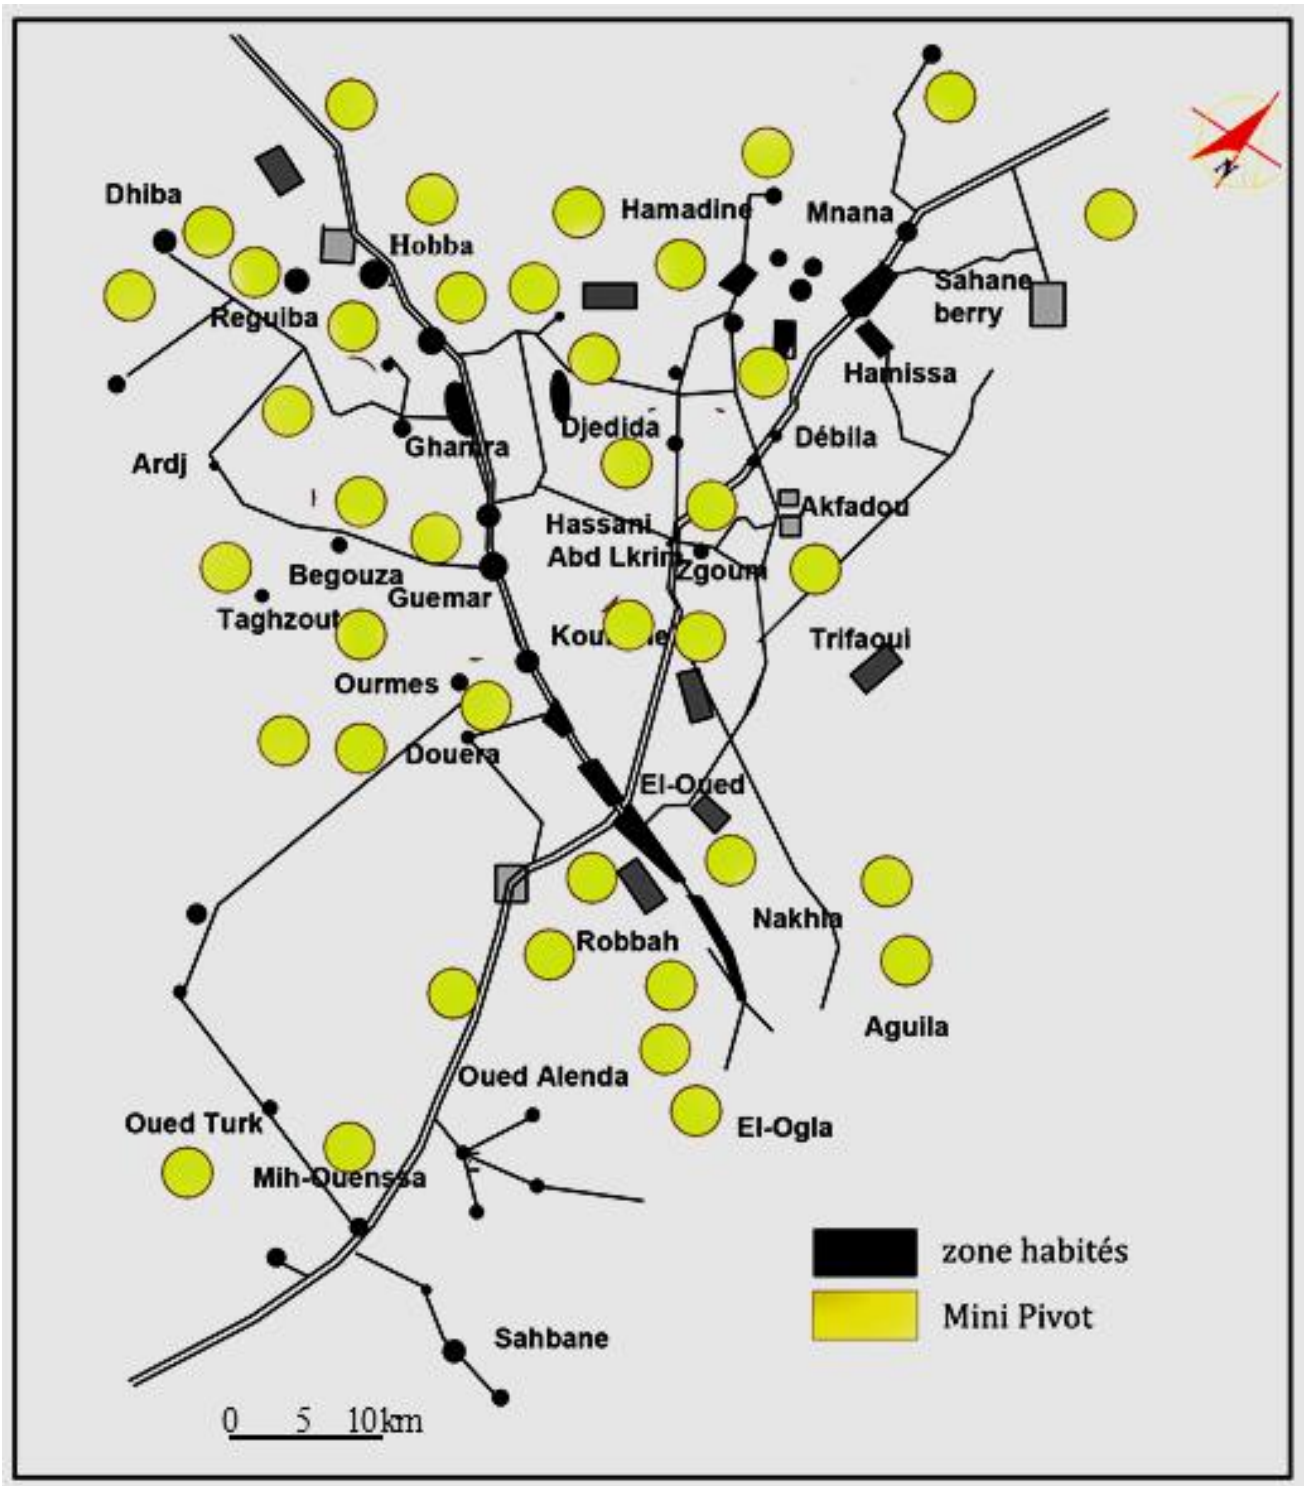 Dhiba
Hamadine
Mnana
Hobba
Sahane
berry
Reguiba
Hamissa
Djedida
Débila
Ghamra
Ardj
Akfadou
Hassani
Abd Lkrim
Zgoum
Begouza
Guemar
Taghzout
Trifaoui
Ourmes
Douera
El-Oued
Nakhla
Robbah
Aguila
Oued Alenda
Oued Turk
El-Ogla
Mih-Ouenssa
zone habités
Mini Pivot
Sahbane
0 5 10km
N